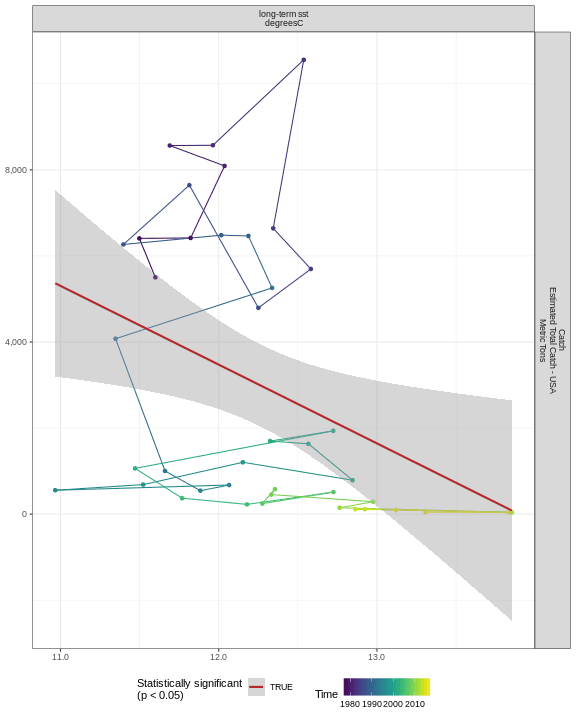 long-term sst
degreesC
8,000
4,000
0
11.0 12.0 13.0
Catch
Estimated Total Catch - USA
Metric Tons
Statistically significant
(p < 0.05)
TRUE
Time
1980 1990 2000 2010